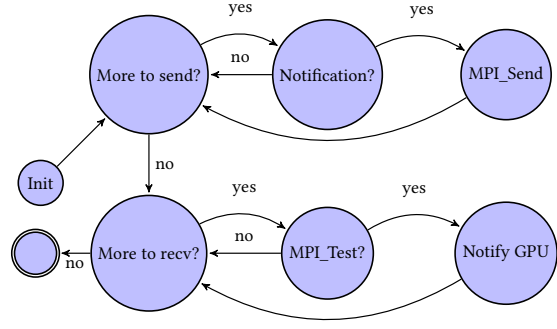 yes
yes
More to send?
no
Notification?
MPI_Send
no
Init
yes
yes
More to recv?
no
MPI_Test?
Notify GPU
no